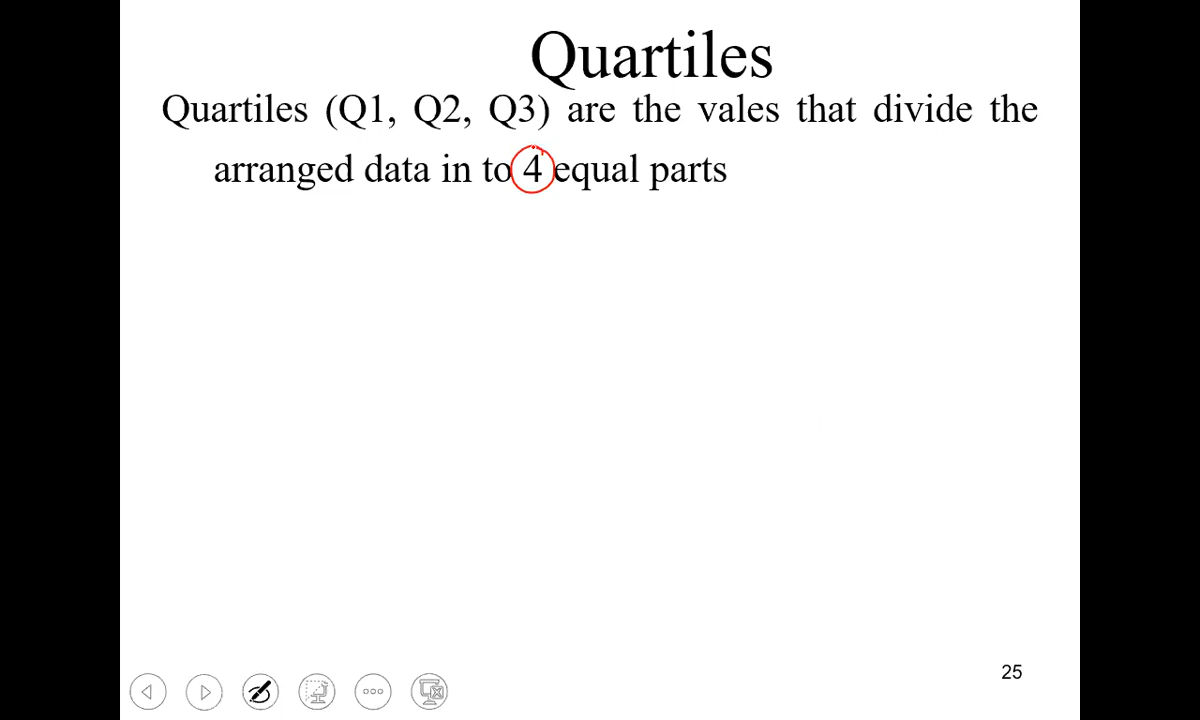 Quartiles
Quartiles (Q1, Q2, Q3) are the vales that divide the
arranged data in to 4 equal parts
25